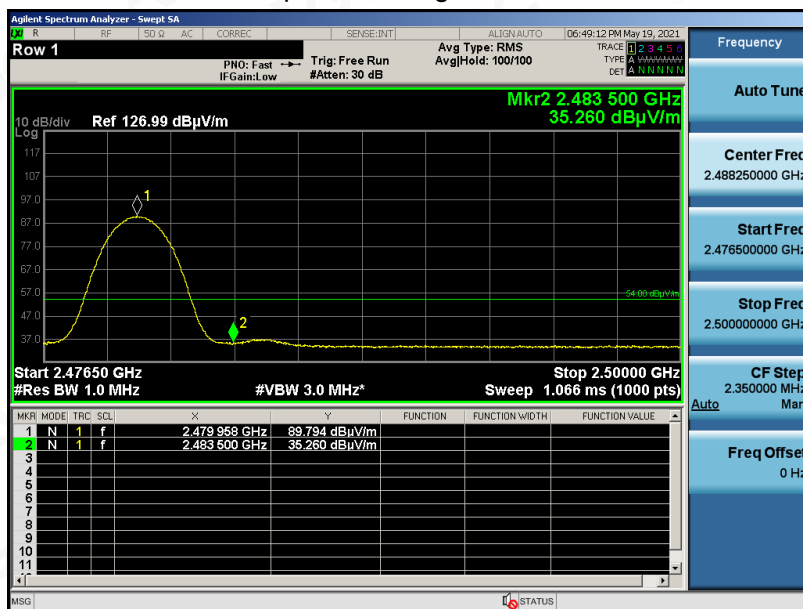 Agilent Spectrum Analyzer - Swept SA
LXI R RF 50 Ω AC CORREC SENSE:INT ALIGN AUTO 06:49:12 PM May 19, 2021
Row 1
PNO: Fast
IFGain:Low
Trig: Free Run
#Atten: 30 dB
Avg Type: RMS
Avg|Hold: 100/100
TRACE 1 2 3 4 5 6
TYPE A WWWWW
DET A N N N N N
Mkr2 2.483 500 GHz
35.260 dBµV/m
10 dB/div Ref 126.99 dBµV/m
Log
117
107
97.0
87.0
77.0
67.0
57.0
47.0
37.0
1
2
54.00 dBµV/m
Start 2.47650 GHz Stop 2.50000 GHz
#Res BW 1.0 MHz #VBW 3.0 MHz* Sweep 1.066 ms (1000 pts)
MKR MODE TRC SCL X Y FUNCTION FUNCTION WIDTH FUNCTION VALUE
1 N 1 f 2.479 958 GHz 89.794 dBµV/m
2 N 1 f 2.483 500 GHz 35.260 dBµV/m
3
4
5
6
7
8
9
10
11
MSG STATUS
Frequency
Auto Tune
Center Freq
2.488250000 GHz
Start Freq
2.476500000 GHz
Stop Freq
2.500000000 GHz
CF Step
2.350000 MHz
Auto Man
Freq Offset
0 Hz